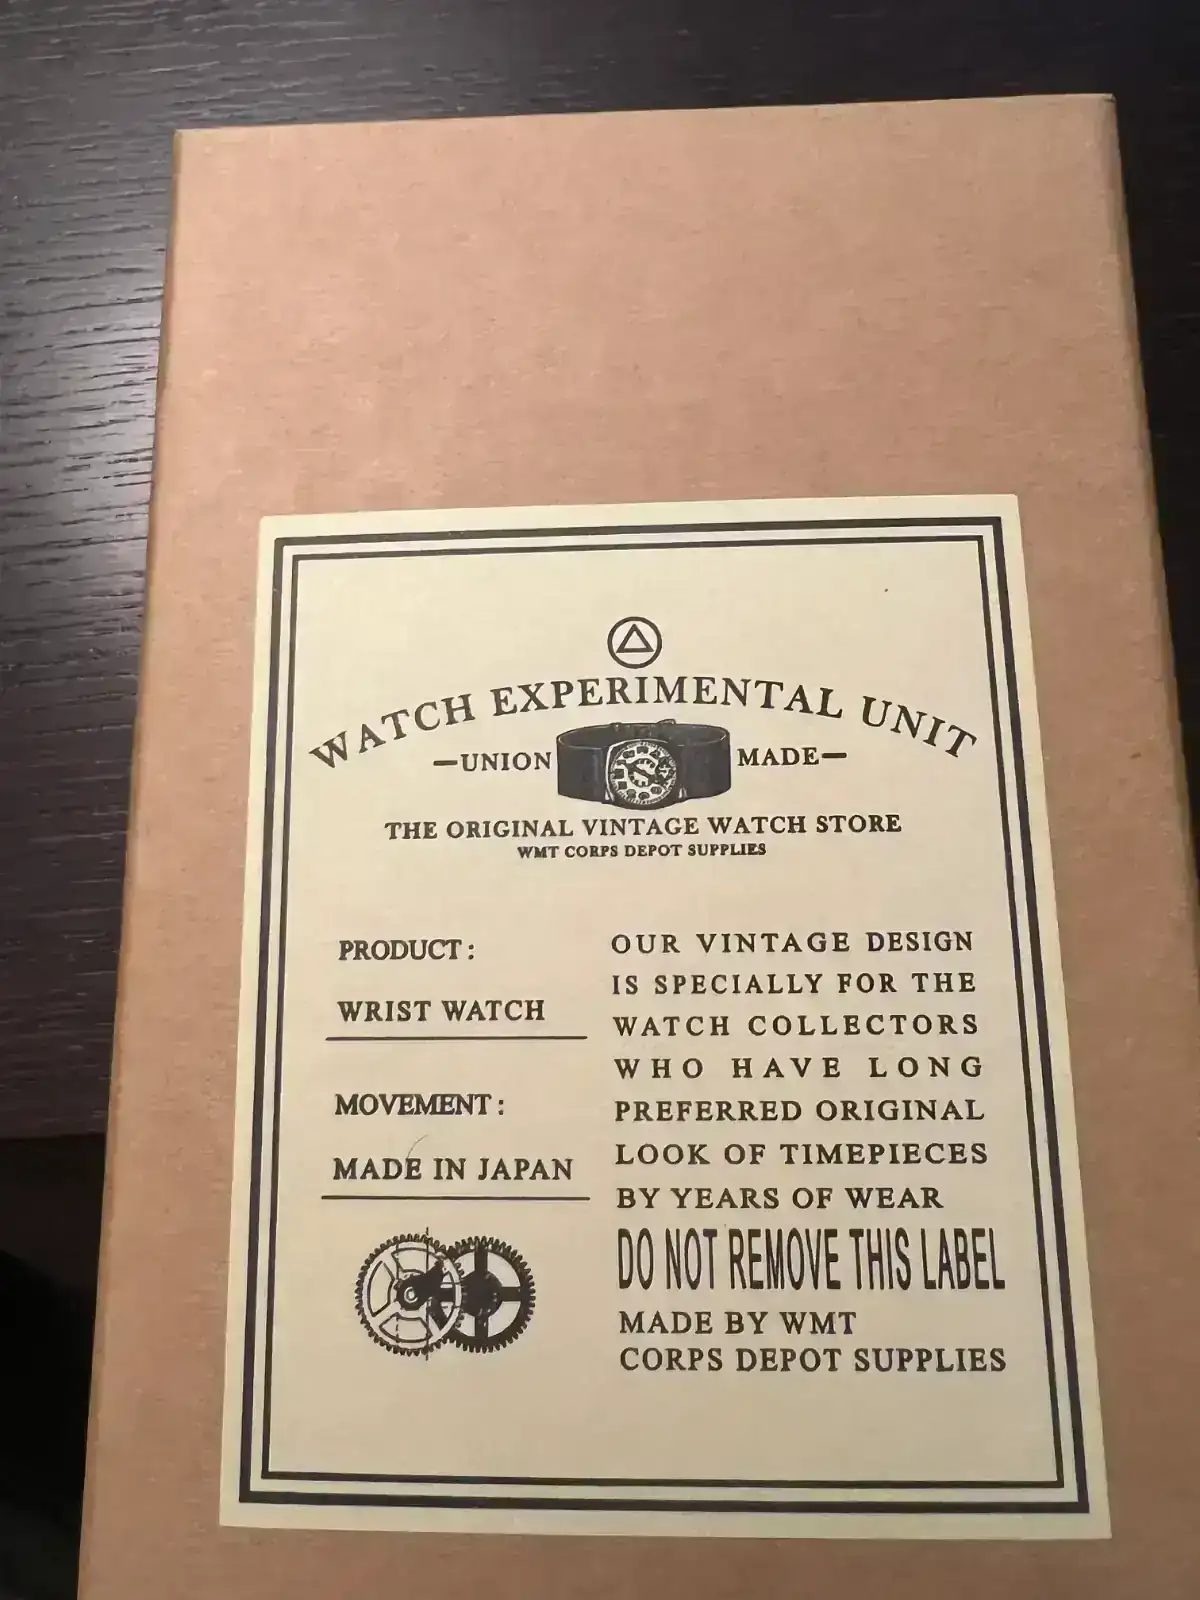 WATCH EXPERIMENTAL UNIT
—UNION MADE—
THE ORIGINAL VINTAGE WATCH STORE
WMT CORPS DEPOT SUPPLIES
PRODUCT:
WRIST WATCH
MOVEMENT:
MADE IN JAPAN
OUR VINTAGE DESIGN
IS SPECIALLY FOR THE
WATCH COLLECTORS
WHO HAVE LONG
PREFERRED ORIGINAL
LOOK OF TIMEPIECES
BY YEARS OF WEAR
DO NOT REMOVE THIS LABEL
MADE BY WMT
CORPS DEPOT SUPPLIES